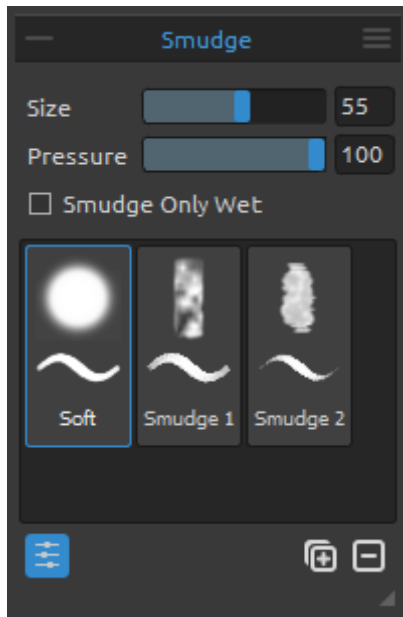 Smudge
Size 55
Pressure 100
Smudge Only Wet
Soft Smudge 1 Smudge 2